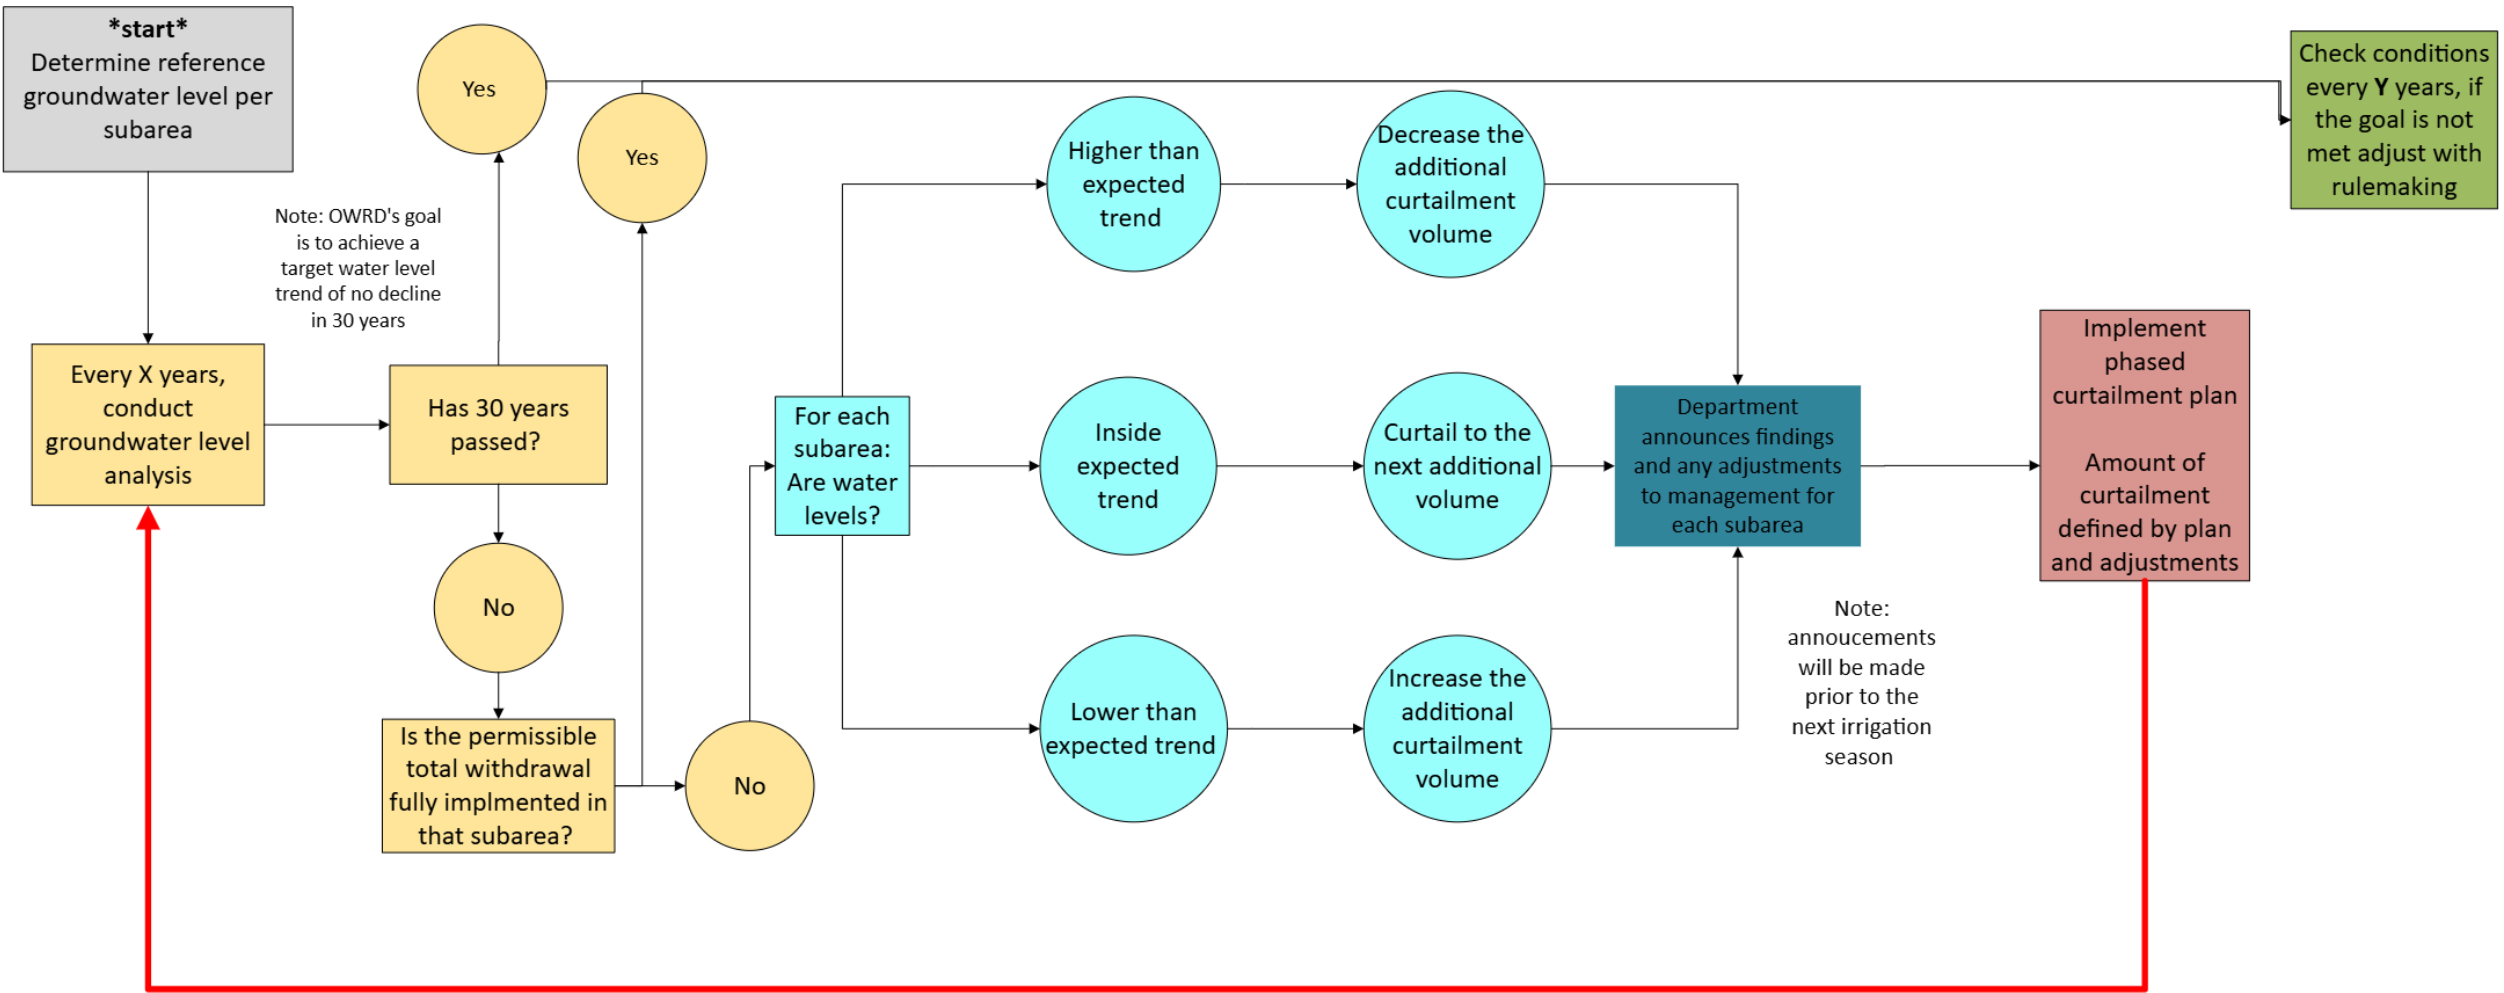 *start*
Determine reference
groundwater level per
subarea
Yes
Yes
Note: OWRD's goal
is to achieve a
target water level
trend of no decline
in 30 years
Every X years,
conduct
groundwater level
analysis
Has 30 years
passed?
No
Is the permissible
total withdrawal
fully implmented in
that subarea?
No
For each
subarea:
Are water
levels?
Higher than
expected
trend
Decrease the
additional
curtailment
volume
Inside
expected
trend
Curtail to the
next additional
volume
Lower than
expected trend
Increase the
additional
curtailment
volume
Department
announces findings
and any adjustments
to management for
each subarea
Note:
annoucements
will be made
prior to the
next irrigation
season
Implement
phased
curtailment plan
Amount of
curtailment
defined by plan
and adjustments
Check conditions
every Y years, if
the goal is not
met adjust with
rulemaking